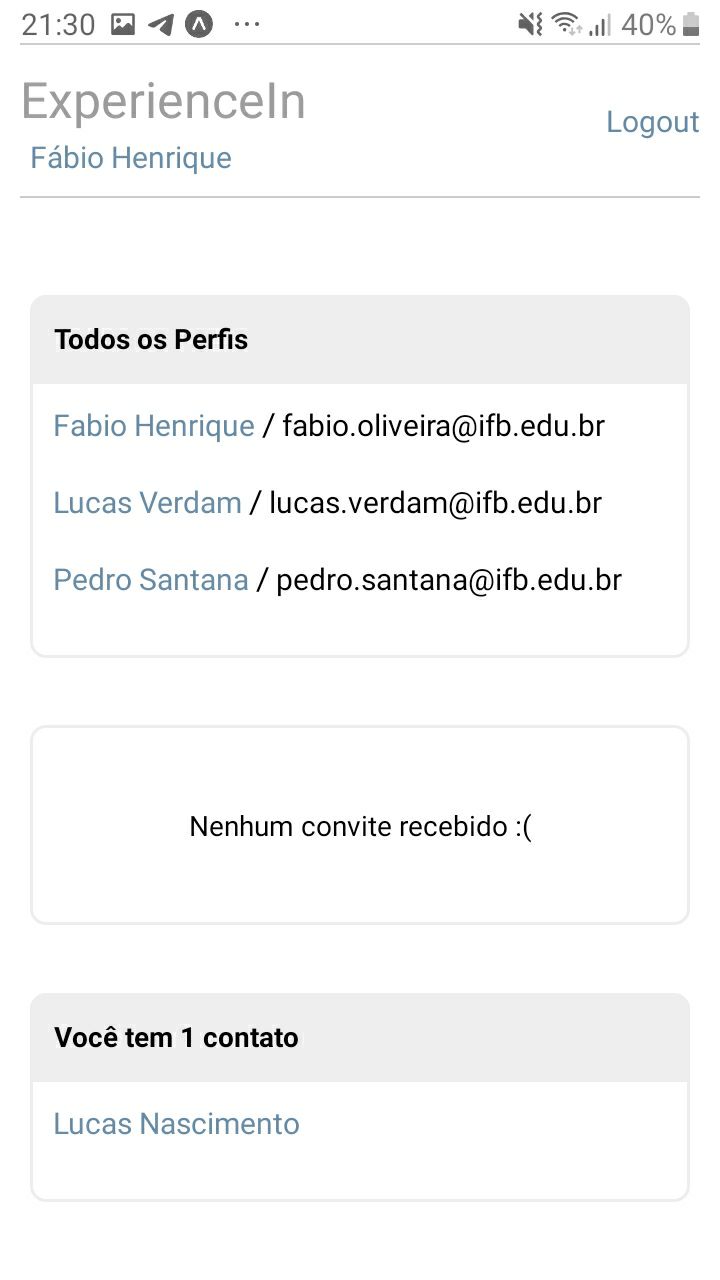 21:30 ... 40%
ExperienceIn
Logout
Fábio Henrique
Todos os Perfis
Fabio Henrique / fabio.oliveira@ifb.edu.br
Lucas Verdam / lucas.verdam@ifb.edu.br
Pedro Santana / pedro.santana@ifb.edu.br
Nenhum convite recebido :(
Você tem 1 contato
Lucas Nascimento